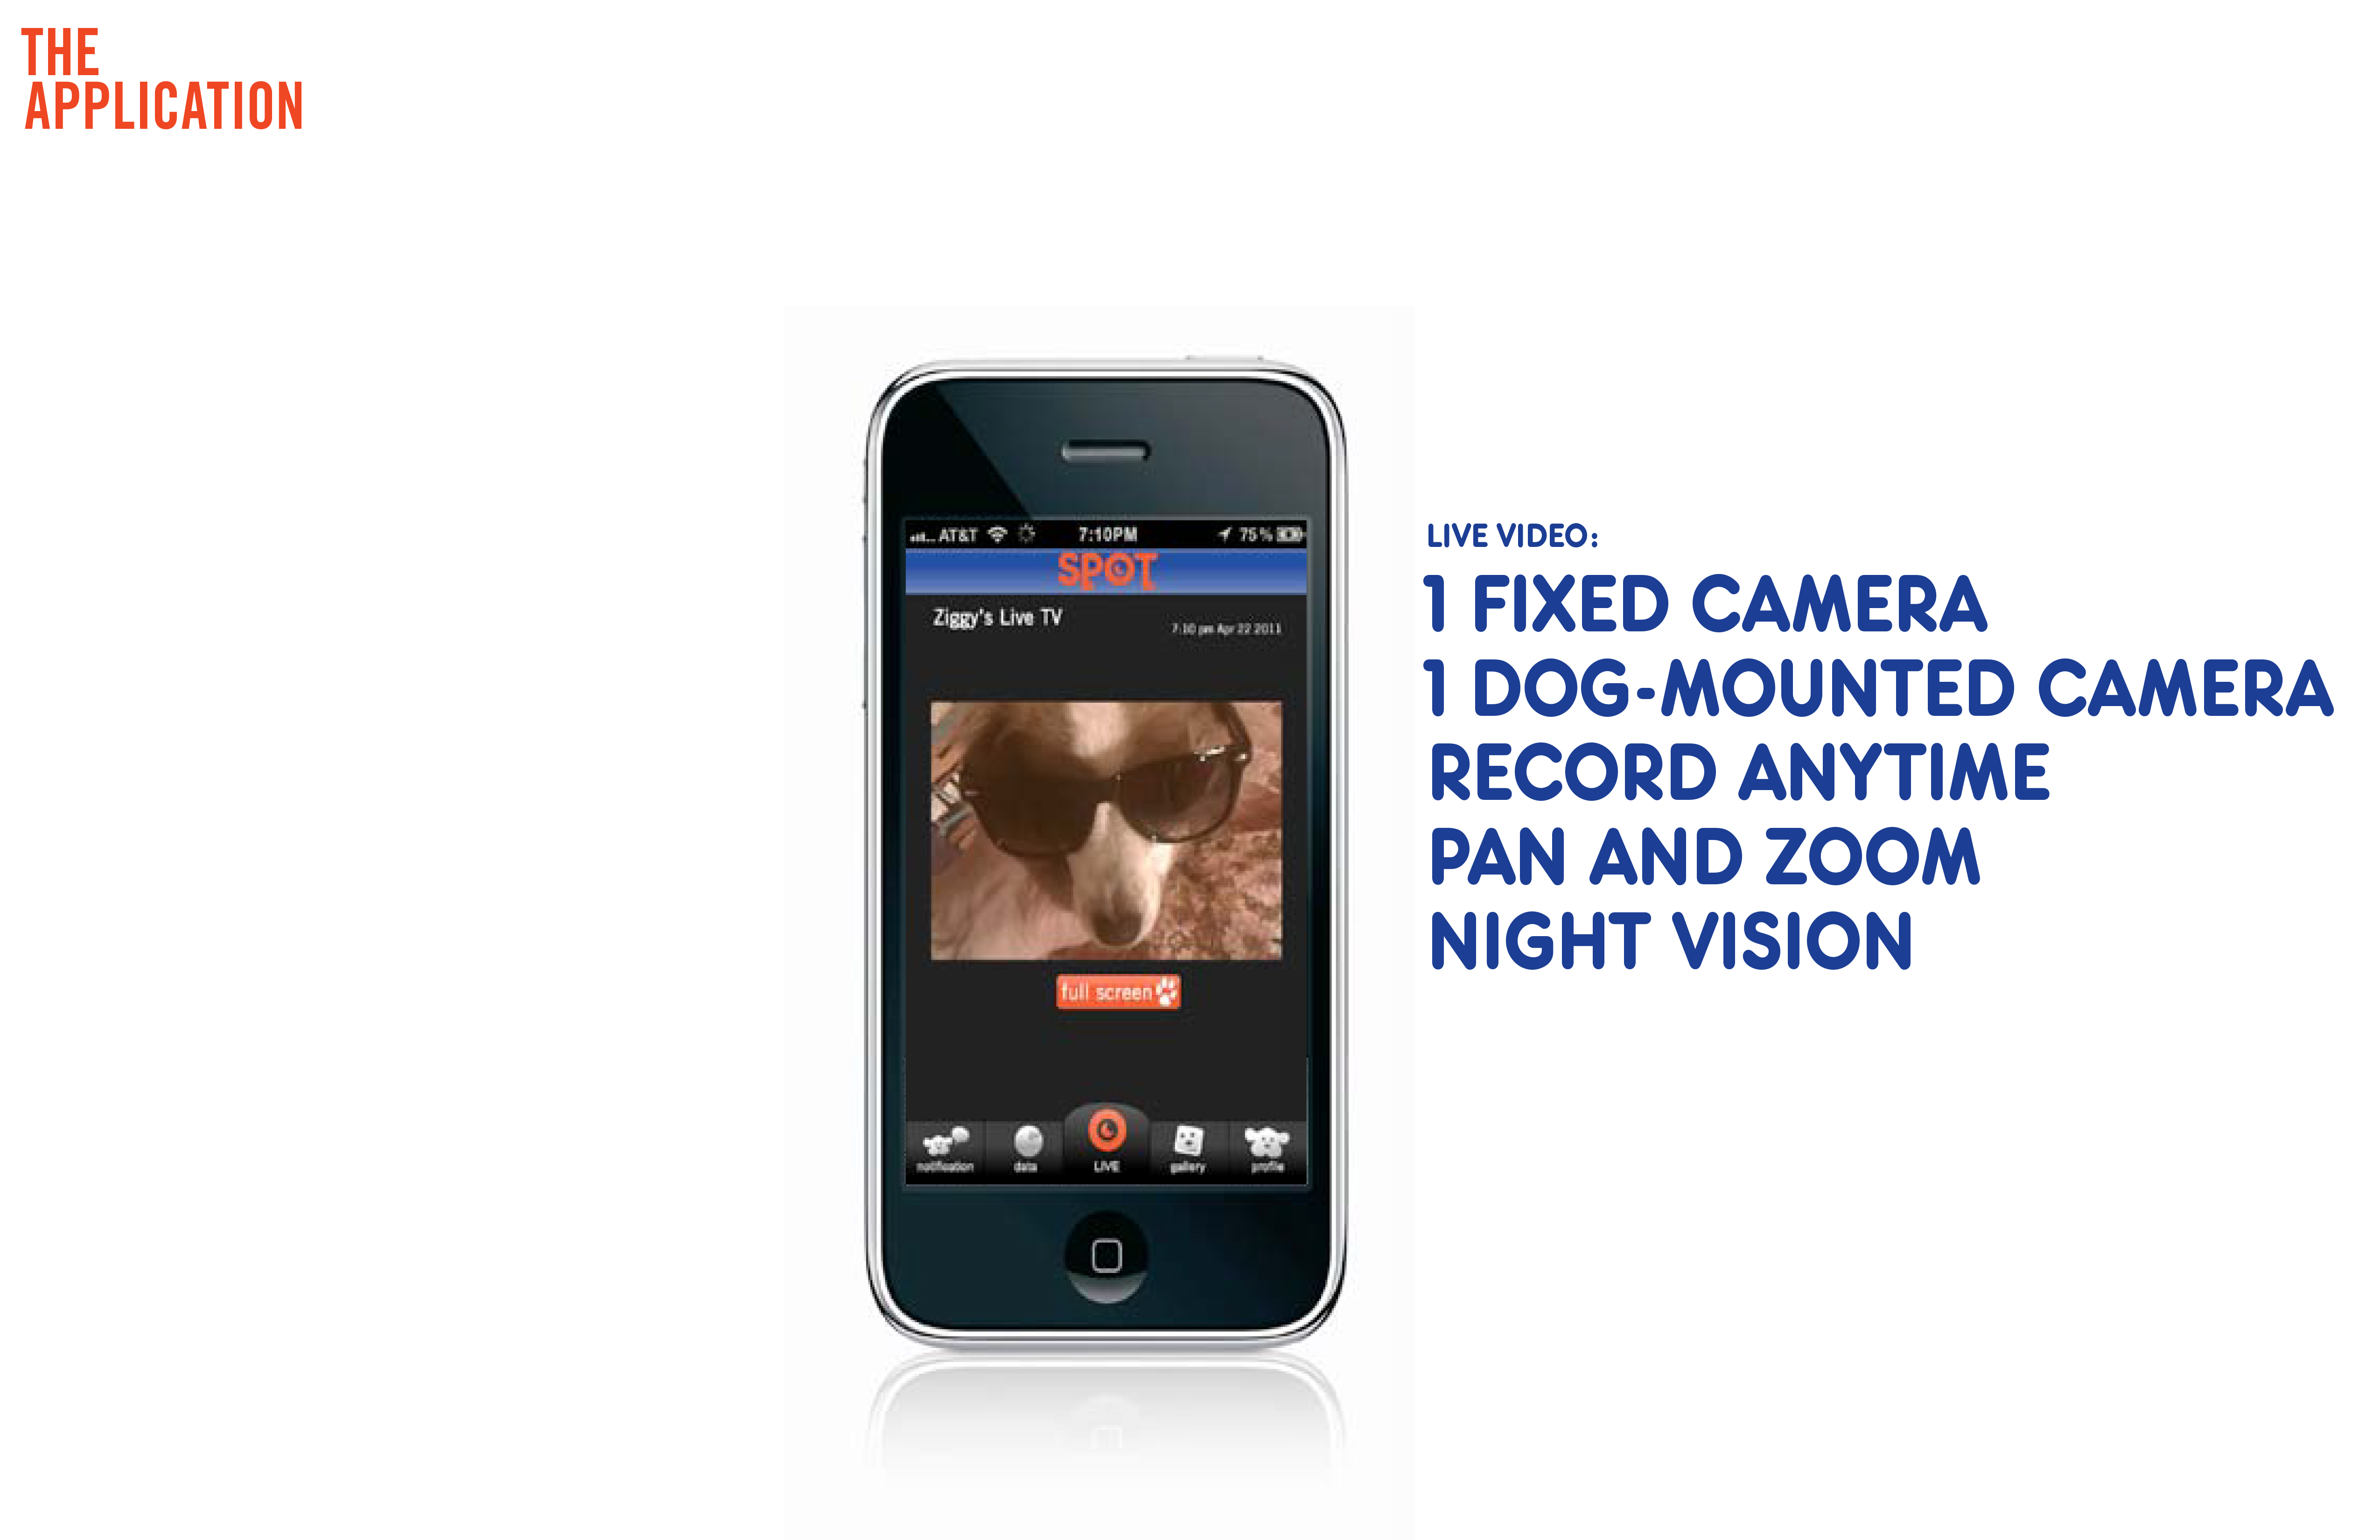 THE
APPLICATION
AT&T 7:10PM 75%
SPOT
Ziggy's Live TV
7:10 pm Apr 22 2011
full screen
notification data LIVE gallery profile
LIVE VIDEO:
1 FIXED CAMERA
1 DOG-MOUNTED CAMERA
RECORD ANYTIME
PAN AND ZOOM
NIGHT VISION